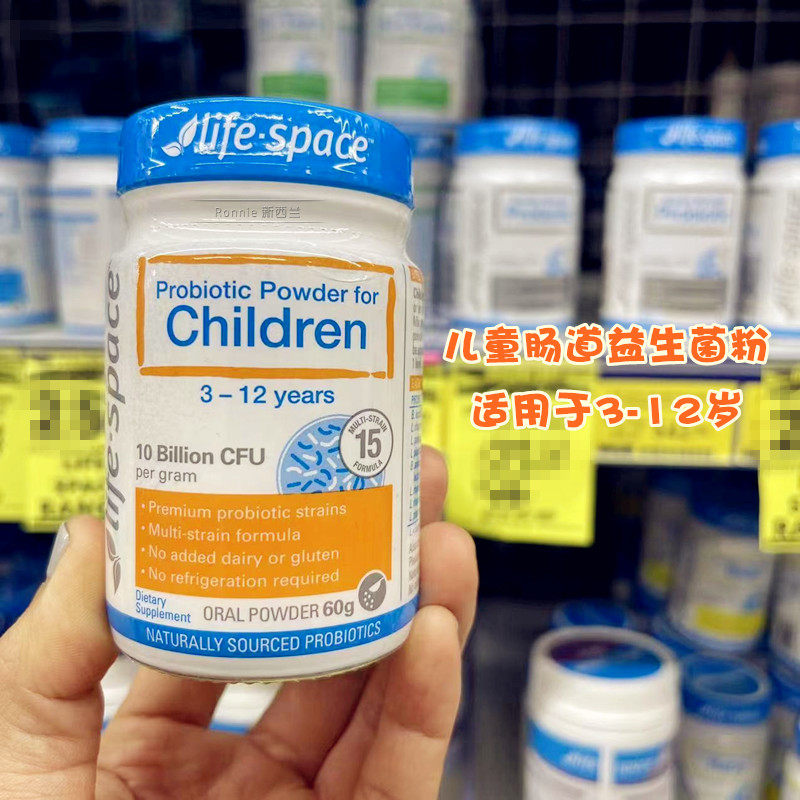 life·space™
Ronnie 新西兰
Probiotic Powder for
Children
3 – 12 years
10 Billion CFU
per gram
MULTI-STRAIN
15
FORMULA
• Premium probiotic strains
• Multi-strain formula
• No added dairy or gluten
• No refrigeration required
Dietary
Supplement
ORAL POWDER 60g
NATURALLY SOURCED PROBIOTICS
life·space
儿童肠道益生菌粉
适用于3-12岁